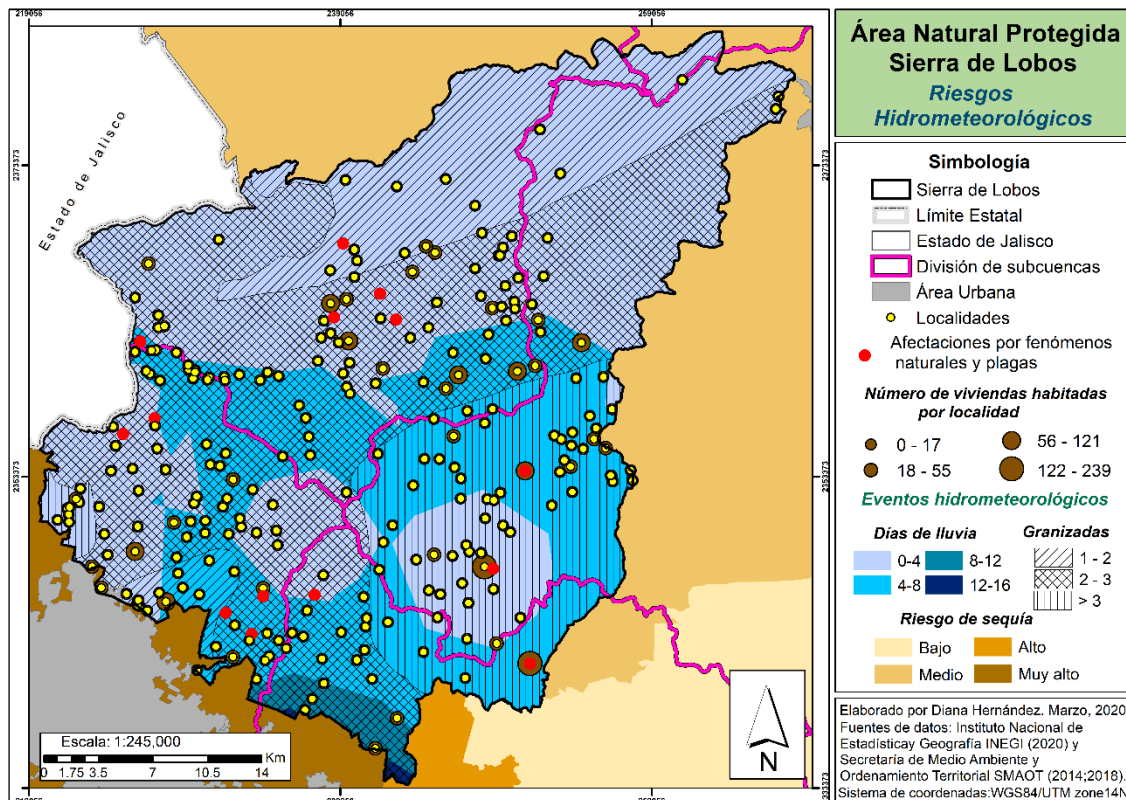 219056
239056
259056
Área Natural Protegida
Sierra de Lobos
Riesgos
Hidrometeorológicos
Estado de Jalisco
2373373
2373373
2353373
2353373
Simbología
Sierra de Lobos
Límite Estatal
Estado de Jalisco
División de subcuencas
Área Urbana
Localidades
Afectaciones por fenómenos
naturales y plagas
Número de viviendas habitadas
por localidad
0 - 17
56 - 121
18 - 55
122 - 239
Eventos hidrometeorológicos
Días de lluvia
Granizadas
0-4
8-12
1 - 2
4-8
12-16
2 - 3
> 3
Riesgo de sequía
Bajo
Alto
Medio
Muy alto
Escala: 1:245,000
Km
0 1.75 3.5 7 10.5 14
N
Elaborado por Diana Hernández. Marzo, 2020
Fuentes de datos: Instituto Nacional de
Estadísticay Geografía INEGI (2020) y
Secretaría de Medio Ambiente y
Ordenamiento Territorial SMAOT (2014;2018).
Sistema de coordenadas:WGS84/UTM zone14N